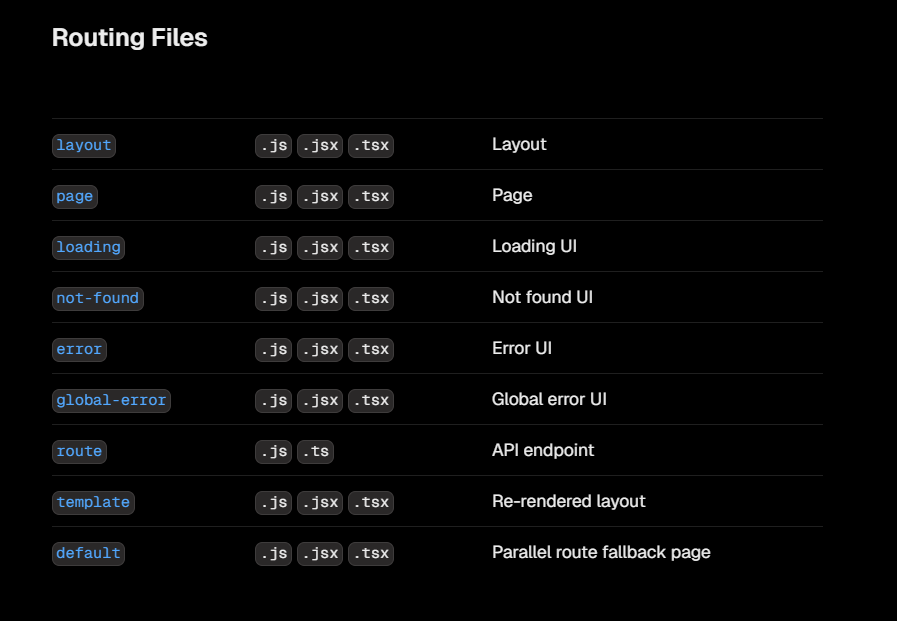 Routing Files
layout .js .jsx .tsx Layout
page .js .jsx .tsx Page
loading .js .jsx .tsx Loading UI
not-found .js .jsx .tsx Not found UI
error .js .jsx .tsx Error UI
global-error .js .jsx .tsx Global error UI
route .js .ts API endpoint
template .js .jsx .tsx Re-rendered layout
default .js .jsx .tsx Parallel route fallback page